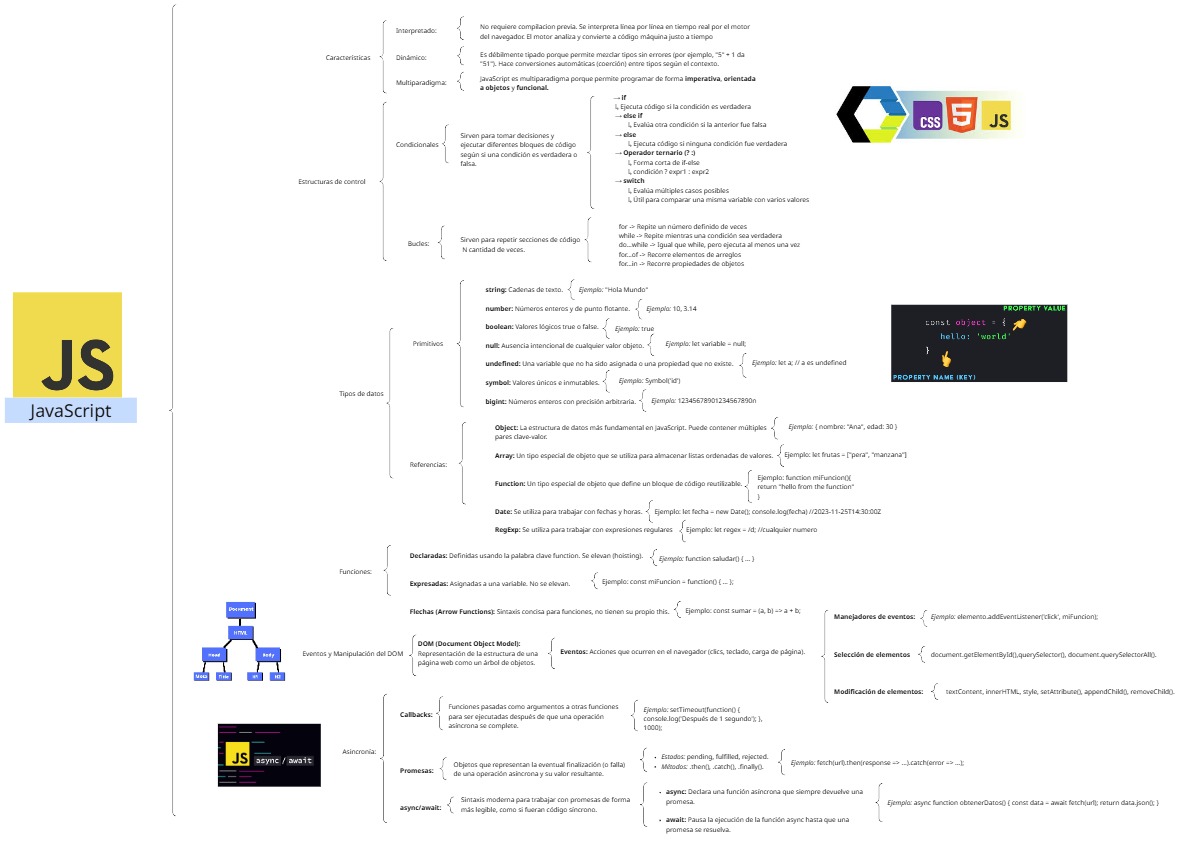 JS
JavaScript
Características
Interpretado:
No requiere compilacion previa. Se interpreta línea por línea en tiempo real por el motor
del navegador. El motor analiza y convierte a código máquina justo a tiempo
Dinámico:
Es débilmente tipado porque permite mezclar tipos sin errores (por ejemplo, "5" + 1 da
"51"). Hace conversiones automáticas (coerción) entre tipos según el contexto.
Multiparadigma:
JavaScript es multiparadigma porque permite programar de forma imperativa, orientada
a objetos y funcional.
Estructuras de control
Condicionales
Sirven para tomar decisiones y
ejecutar diferentes bloques de código
según si una condición es verdadera o
falsa.
→ if
↳ Ejecuta código si la condición es verdadera
→ else if
↳ Evalúa otra condición si la anterior fue falsa
→ else
↳ Ejecuta código si ninguna condición fue verdadera
→ Operador ternario (? :)
↳ Forma corta de if-else
↳ condición ? expr1 : expr2
→ switch
↳ Evalúa múltiples casos posibles
↳ Útil para comparar una misma variable con varios valores
Bucles:
Sirven para repetir secciones de código
N cantidad de veces.
for -> Repite un número definido de veces
while -> Repite mientras una condición sea verdadera
do...while -> Igual que while, pero ejecuta al menos una vez
for...of -> Recorre elementos de arreglos
for...in -> Recorre propiedades de objetos
CSS
5
JS
Tipos de datos
Primitivos
string: Cadenas de texto.
Ejemplo: "Hola Mundo"
number: Números enteros y de punto flotante.
Ejemplo: 10, 3.14
boolean: Valores lógicos true o false.
Ejemplo: true
null: Ausencia intencional de cualquier valor objeto.
Ejemplo: let variable = null;
undefined: Una variable que no ha sido asignada o una propiedad que no existe.
Ejemplo: let a; // a es undefined
symbol: Valores únicos e inmutables.
Ejemplo: Symbol('id')
bigint: Números enteros con precisión arbitraria.
Ejemplo: 12345678901234567890n
PROPERTY VALUE
const object = {
hello: 'world'
}
PROPERTY NAME (KEY)
Referencias:
Object: La estructura de datos más fundamental en JavaScript. Puede contener múltiples
pares clave-valor.
Ejemplo: { nombre: "Ana", edad: 30 }
Array: Un tipo especial de objeto que se utiliza para almacenar listas ordenadas de valores.
Ejemplo: let frutas = ["pera", "manzana"]
Function: Un tipo especial de objeto que define un bloque de código reutilizable.
Ejemplo: function miFuncion(){
return "hello from the function"
}
Date: Se utiliza para trabajar con fechas y horas.
Ejemplo: let fecha = new Date(); console.log(fecha) //2023-11-25T14:30:00Z
RegExp: Se utiliza para trabajar con expresiones regulares
Ejemplo: let regex = /d; //cualquier numero
Funciones:
Declaradas: Definidas usando la palabra clave function. Se elevan (hoisting).
Ejemplo: function saludar() { ... }
Expresadas: Asignadas a una variable. No se elevan.
Ejemplo: const miFuncion = function() { ... };
Flechas (Arrow Functions): Sintaxis concisa para funciones, no tienen su propio this.
Ejemplo: const sumar = (a, b) => a + b;
Document
HTML
Head
Body
Meta
Title
H1
H2
Eventos y Manipulación del DOM
DOM (Document Object Model):
Representación de la estructura de una
página web como un árbol de objetos.
Eventos: Acciones que ocurren en el navegador (clics, teclado, carga de página).
Manejadores de eventos:
Ejemplo: elemento.addEventListener('click', miFuncion);
Selección de elementos
document.getElementById(),querySelector(), document.querySelectorAll().
Modificación de elementos:
textContent, innerHTML, style, setAttribute(), appendChild(), removeChild().
JS async / await
Asincronía:
Callbacks:
Funciones pasadas como argumentos a otras funciones
para ser ejecutadas después de que una operación
asíncrona se complete.
Ejemplo: setTimeout(function() {
console.log('Después de 1 segundo'); },
1000);
Promesas:
Objetos que representan la eventual finalización (o falla)
de una operación asíncrona y su valor resultante.
• Estados: pending, fulfilled, rejected.
• Métodos: .then(), .catch(), .finally().
Ejemplo: fetch(url).then(response => ...).catch(error => ...);
async/await:
Sintaxis moderna para trabajar con promesas de forma
más legible, como si fueran código síncrono.
• async: Declara una función asíncrona que siempre devuelve una
promesa.
• await: Pausa la ejecución de la función async hasta que una
promesa se resuelva.
Ejemplo: async function obtenerDatos() { const data = await fetch(url); return data.json(); }